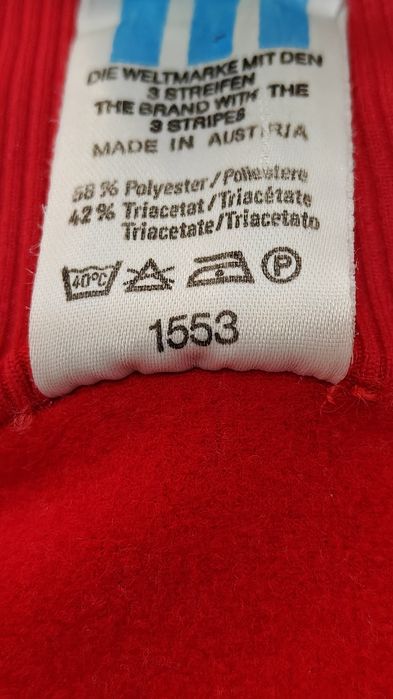 DIE WELTMARKE MIT DEN
3 STREIFEN
THE BRAND WITH THE
3 STRIPES
MADE IN AUSTRIA
58 % Polyester/Poliestere
42 % Triacetat/Triacétate
Triacetate/Triacetato
40°C P
1553